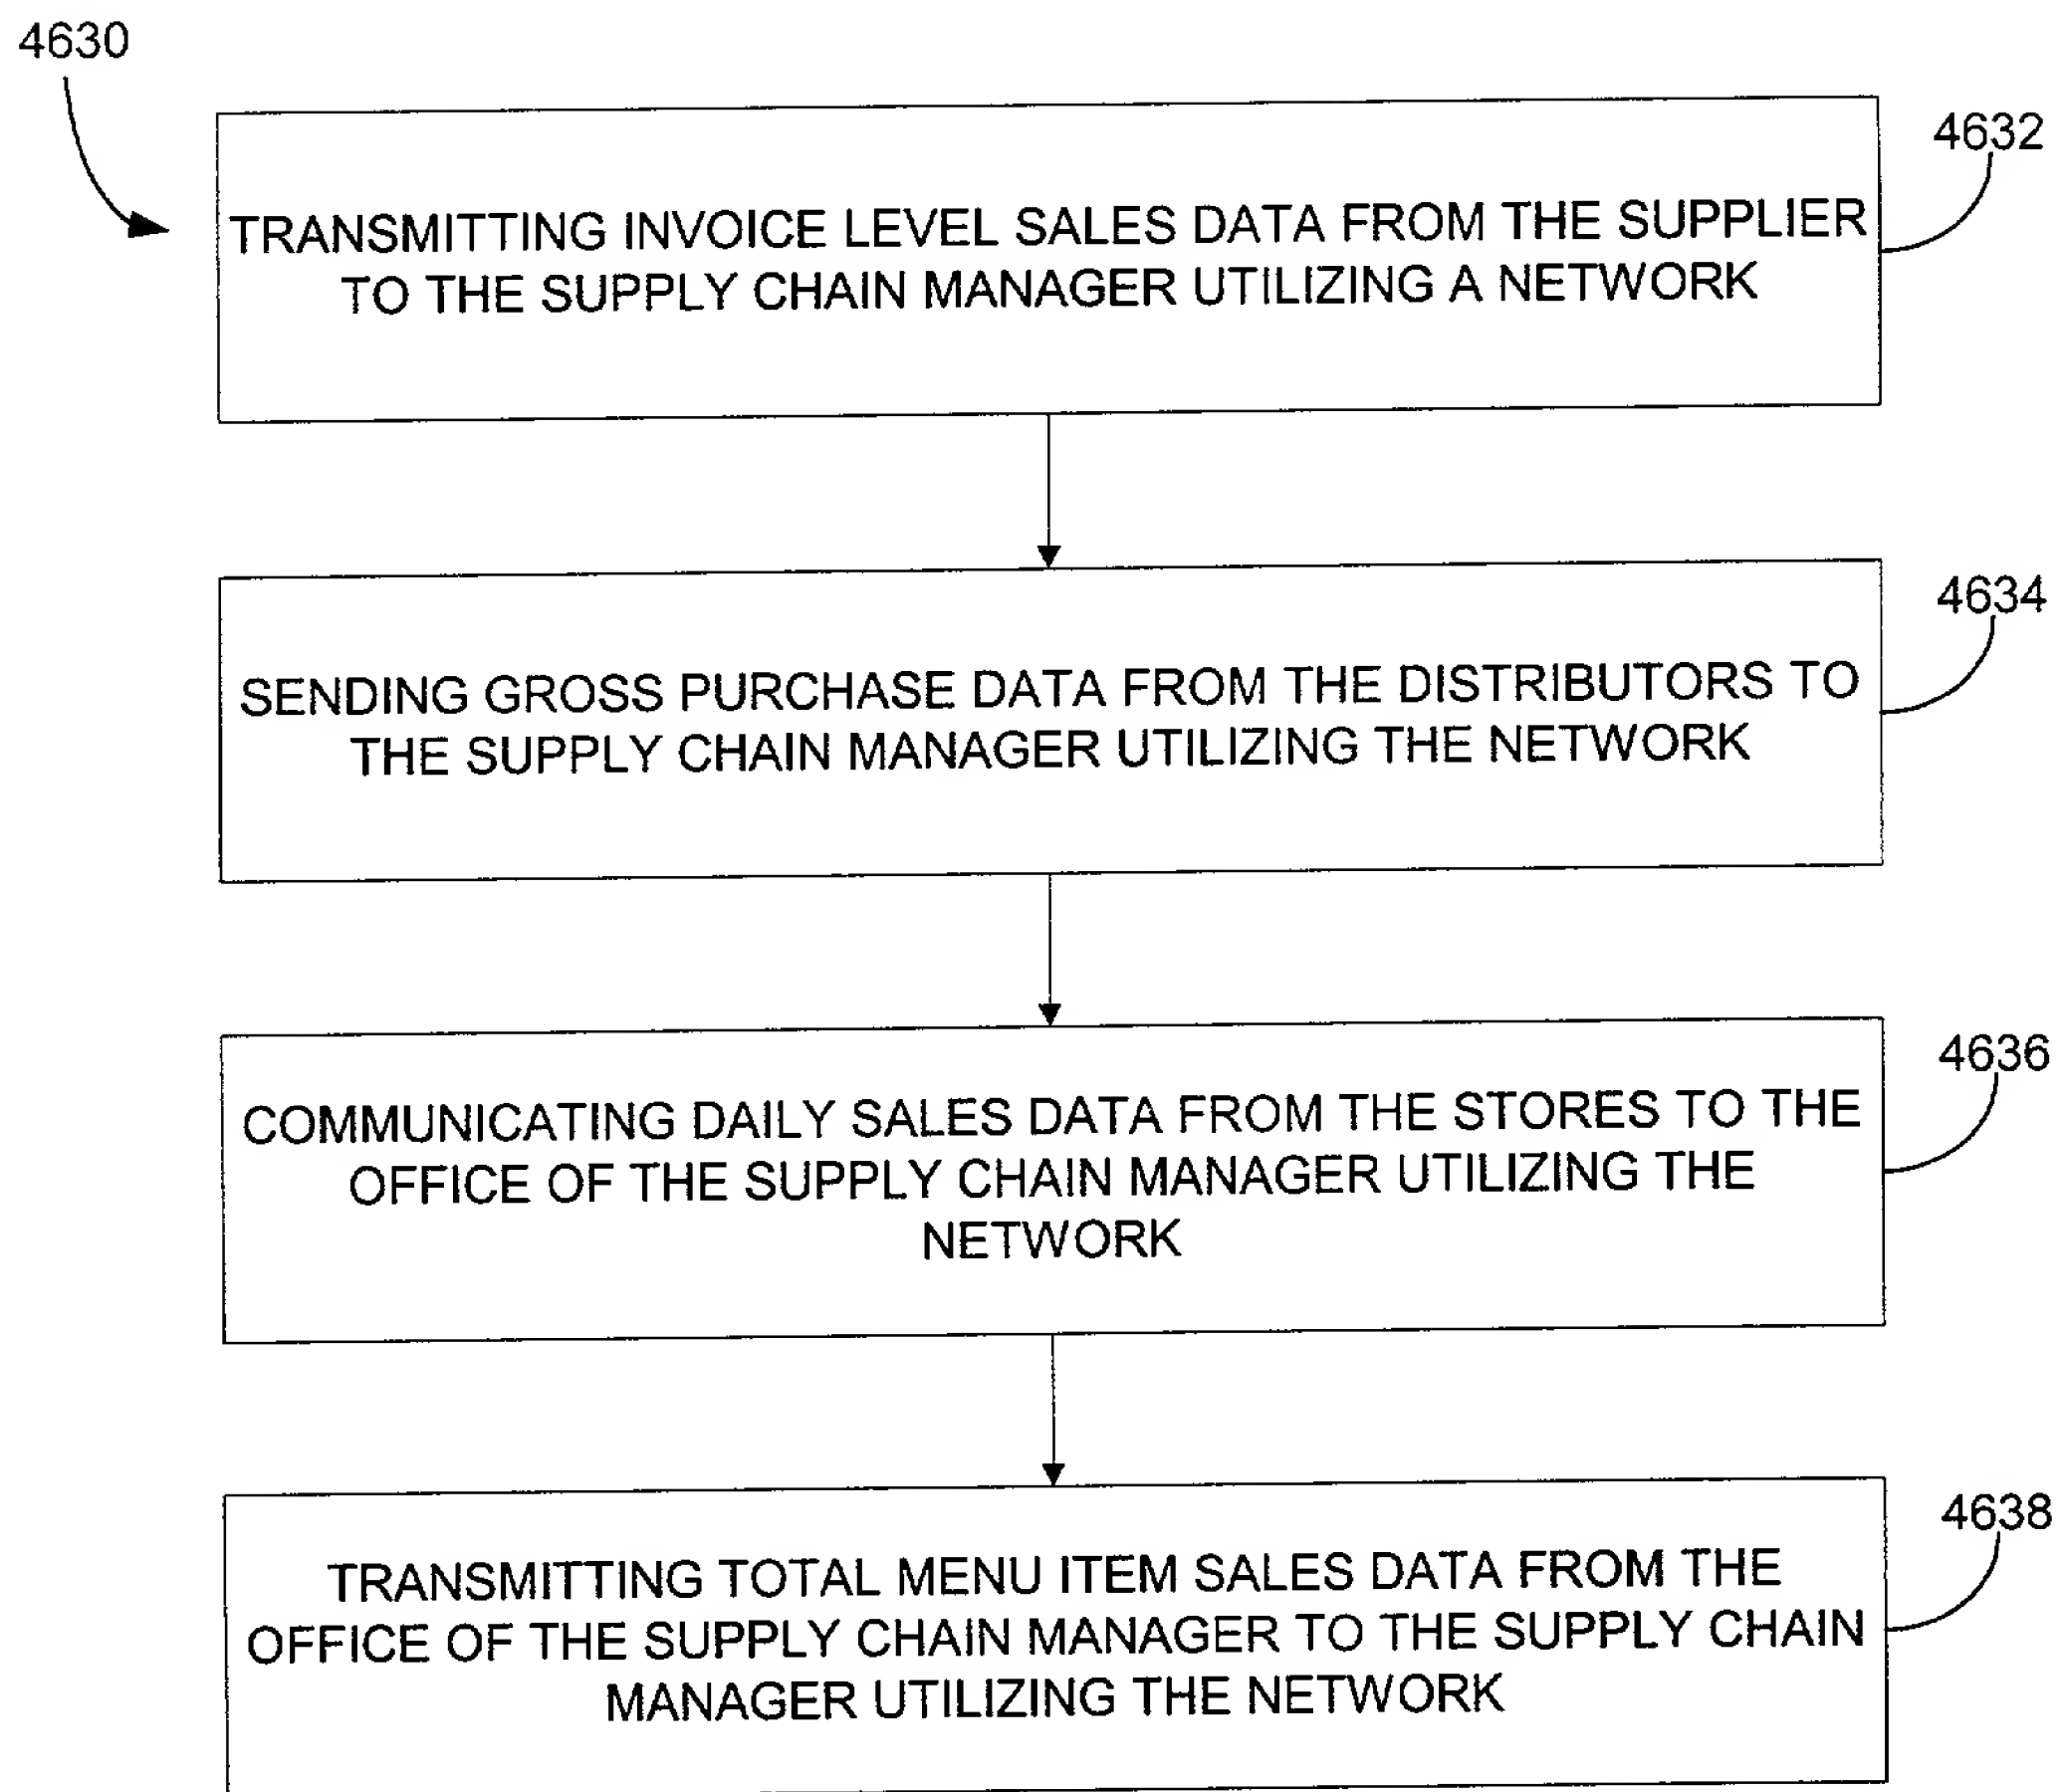 4630
4632
TRANSMITTING INVOICE LEVEL SALES DATA FROM THE SUPPLIER
TO THE SUPPLY CHAIN MANAGER UTILIZING A NETWORK
4634
SENDING GROSS PURCHASE DATA FROM THE DISTRIBUTORS TO
THE SUPPLY CHAIN MANAGER UTILIZING THE NETWORK
4636
COMMUNICATING DAILY SALES DATA FROM THE STORES TO THE
OFFICE OF THE SUPPLY CHAIN MANAGER UTILIZING THE
NETWORK
4638
TRANSMITTING TOTAL MENU ITEM SALES DATA FROM THE
OFFICE OF THE SUPPLY CHAIN MANAGER TO THE SUPPLY CHAIN
MANAGER UTILIZING THE NETWORK